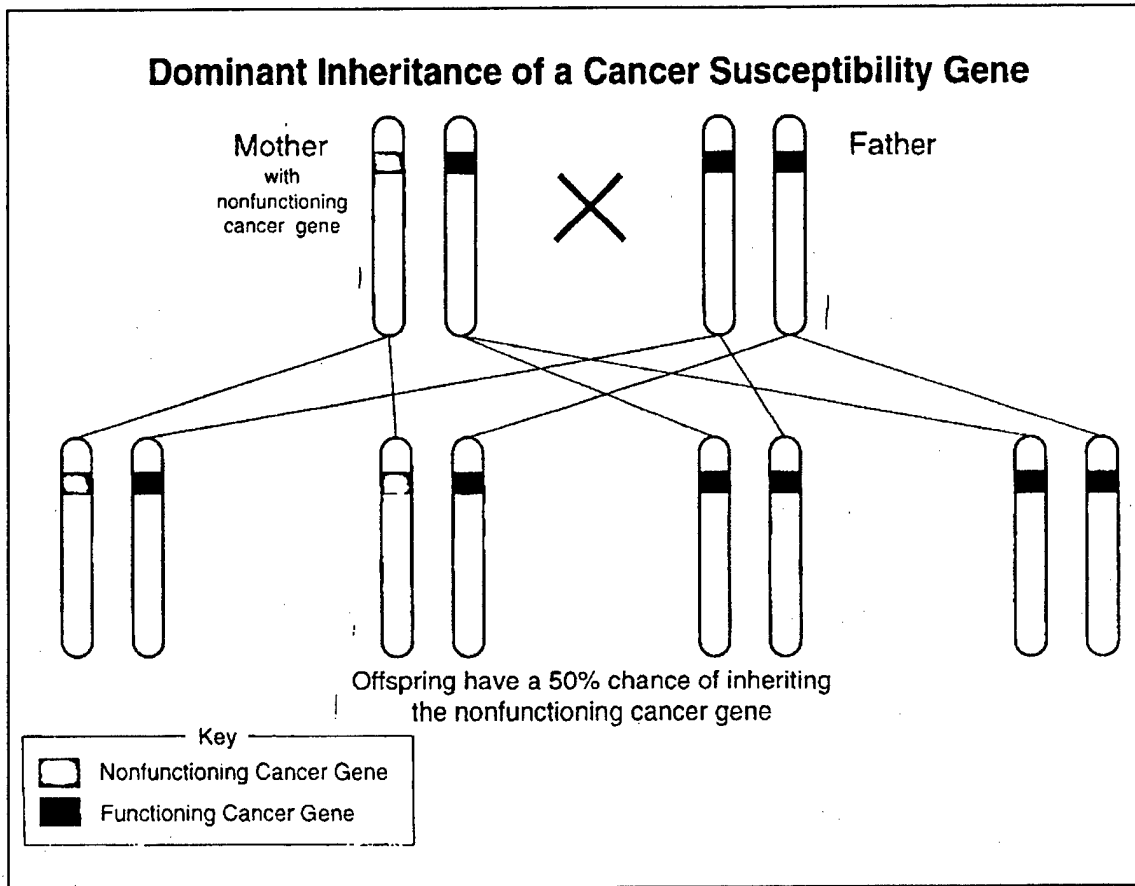 Dominant Inheritance of a Cancer Susceptibility Gene
Mother
with
nonfunctioning
cancer gene
Father
Offspring have a 50% chance of inheriting
the nonfunctioning cancer gene
Key
Nonfunctioning Cancer Gene
Functioning Cancer Gene